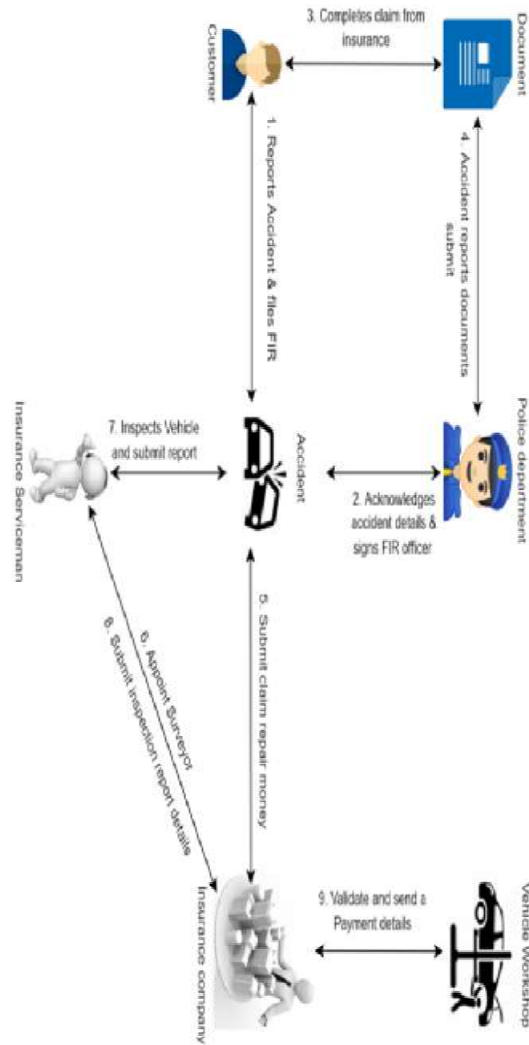 3. Completes claim from
insurance
Customer
Document
1. Reports Accident & files FIR
4. Accident reports documents
submit
7. Inspects Vehicle
and submit report
Insurance Serviceman
Accident
Police department
2. Acknowledges
accident details &
signs FIR officer
5. Submit claim repair money
6. Appoint Surveyor
8. Submit inspection report details
Insurance company
9. Validate and send a
Payment details
Vehicle Workshop